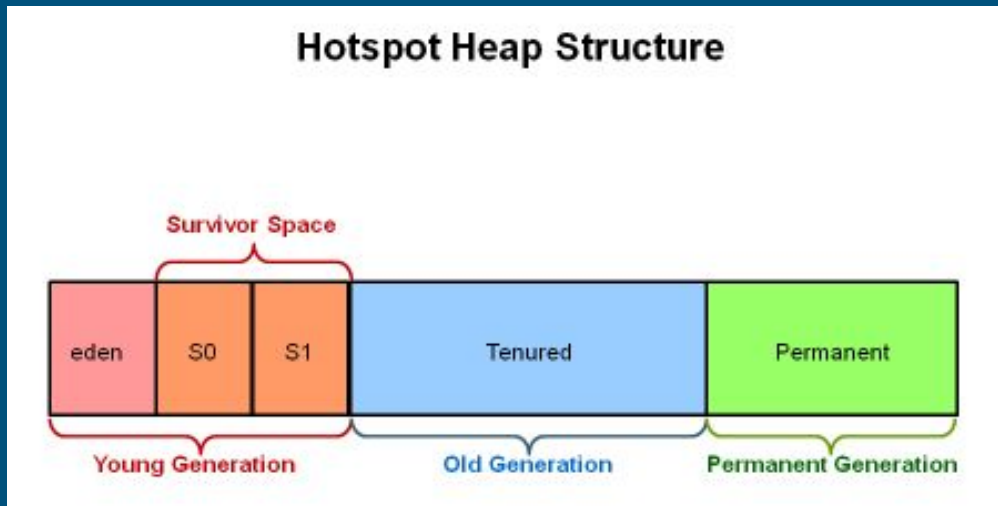 Hotspot Heap Structure
Survivor Space
eden S0 S1 Tenured Permanent
Young Generation Old Generation Permanent Generation